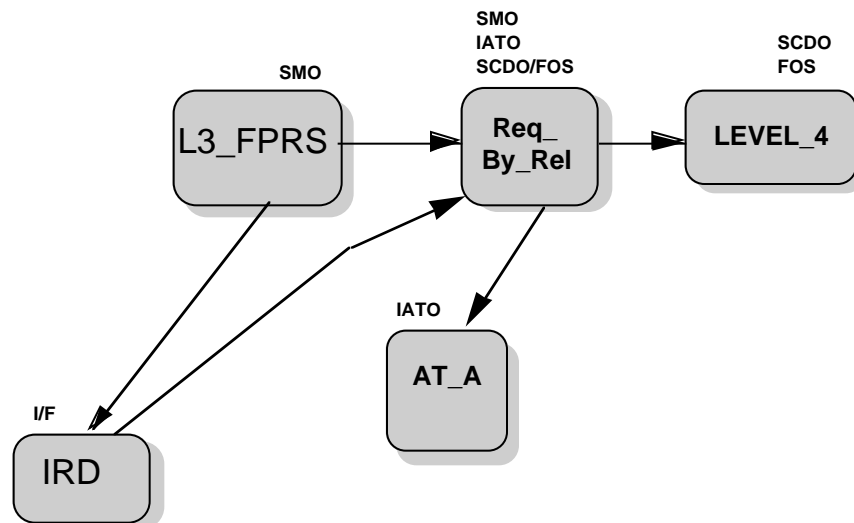 SMO
IATO
SCDO/FOS
SCDO
FOS
SMO
L3_FPRS
Req_
By_Rel
LEVEL_4
IATO
AT_A
I/F
IRD